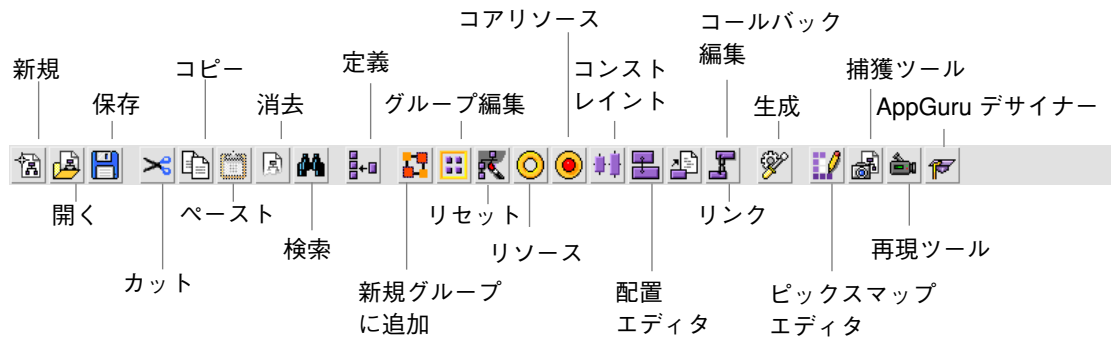 コアリソース
コールバック
編集
新規
コピー
定義
コンスト
レイント
捕獲ツール
保存
消去
グループ編集
生成
AppGuru デサイナー
開く
ペースト
リセット
リンク
検索
リソース
再現ツール
カット
新規グループ
に追加
配置
エディタ
ピックスマップ
エディタ